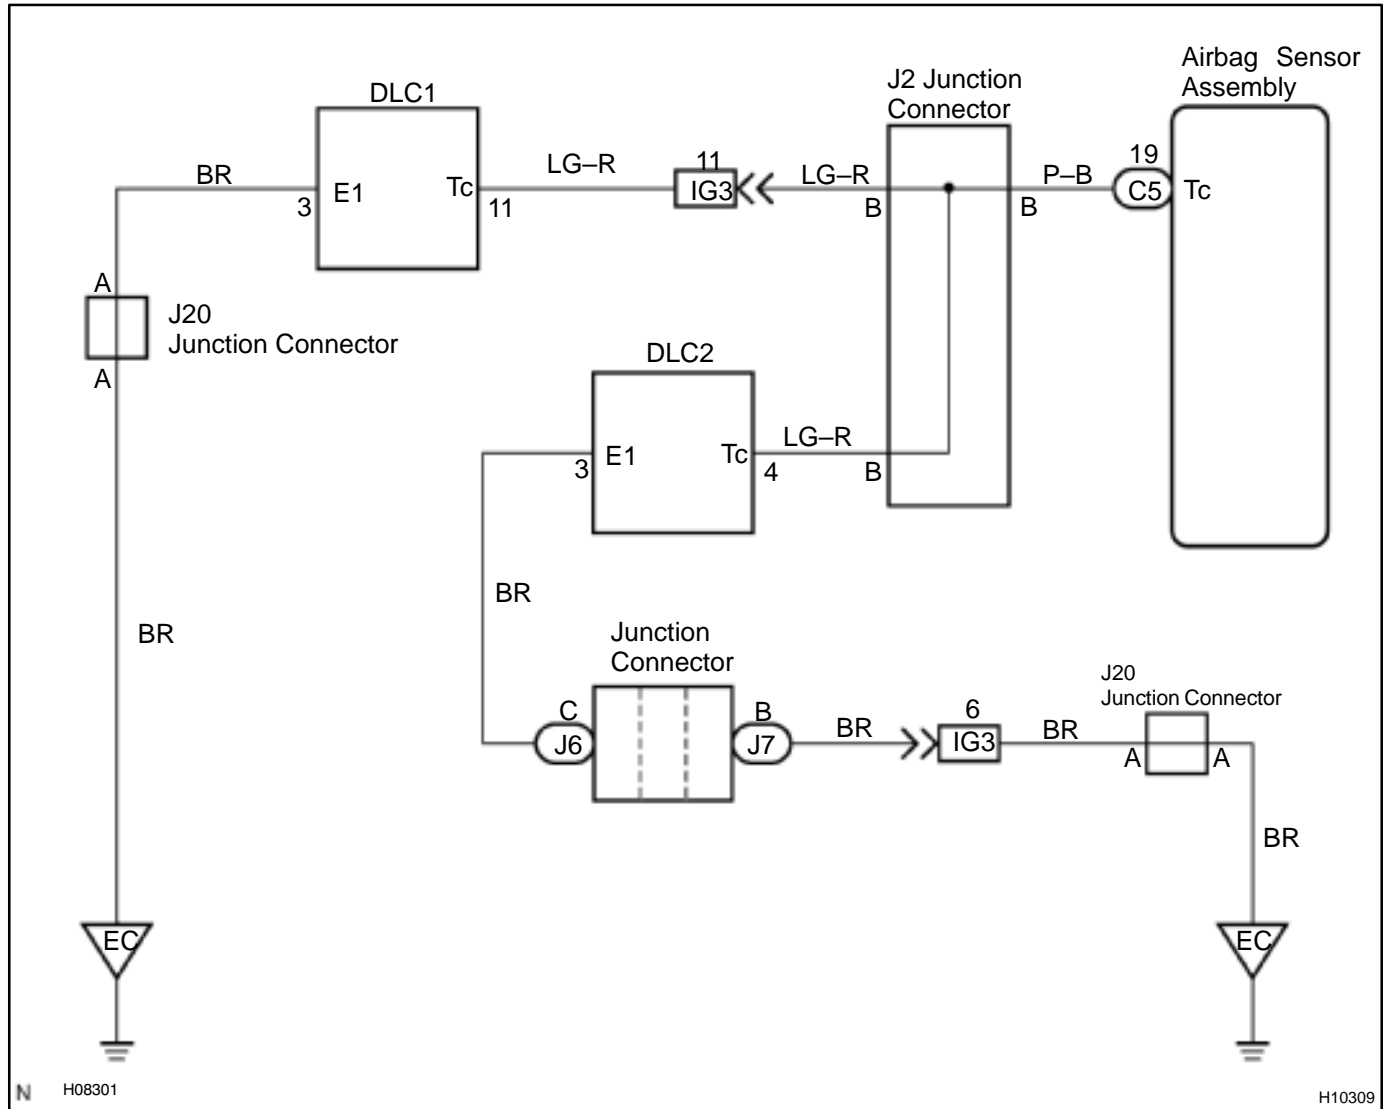 Airbag Sensor
Assembly
J2 Junction
Connector
DLC1
BR
3
E1
Tc
11
LG–R
11
IG3
LG–R
B
B
P–B
19
C5
Tc
A
J20
Junction Connector
A
DLC2
3
E1
Tc
4
LG–R
B
BR
BR
Junction
Connector
C
J6
B
J7
BR
6
IG3
BR
J20
Junction Connector
A
A
BR
EC
EC
N
H08301
H10309